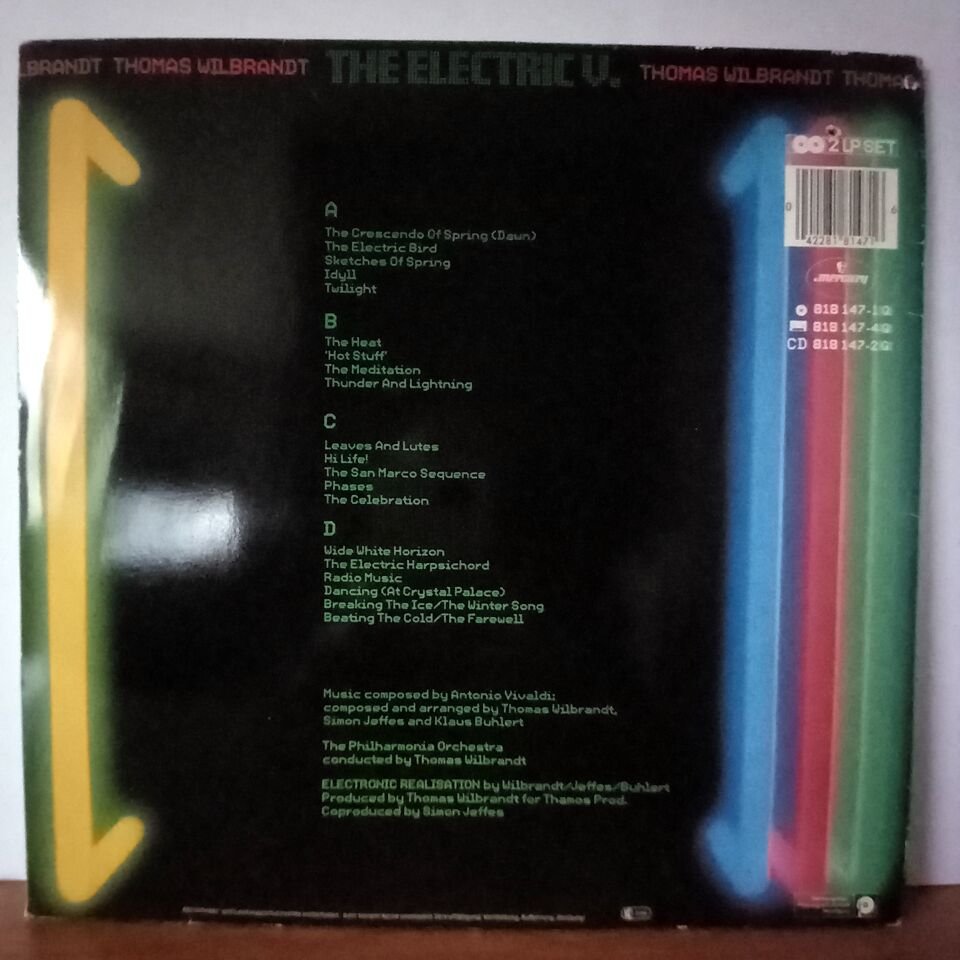 LBRANDT THOMAS WILBRANDT THE ELECTRIC V. THOMAS WILBRANDT THOMA
2 LP SET
0 42281 81471 6
mercury
818 147-1 Q
818 147-4 Q
CD 818 147-2 Q
A
The Crescendo Of Spring (Dawn)
The Electric Bird
Sketches Of Spring
Idyll
Twilight
B
The Heat
'Hot Stuff'
The Meditation
Thunder And Lightning
C
Leaves And Lutes
Hi Life!
The San Marco Sequence
Phases
The Celebration
D
Wide White Horizon
The Electric Harpsichord
Radio Music
Dancing (At Crystal Palace)
Breaking The Ice/The Winter Song
Beating The Cold/The Farewell
Music composed by Antonio Vivaldi;
composed and arranged by Thomas Wilbrandt,
Simon Jeffes and Klaus Buhlert
The Philharmonia Orchestra
conducted by Thomas Wilbrandt
ELECTRONIC REALISATION by Wilbrandt/Jeffes/Buhlert
Produced by Thomas Wilbrandt for Thamos Prod.
Coproduced by Simon Jeffes